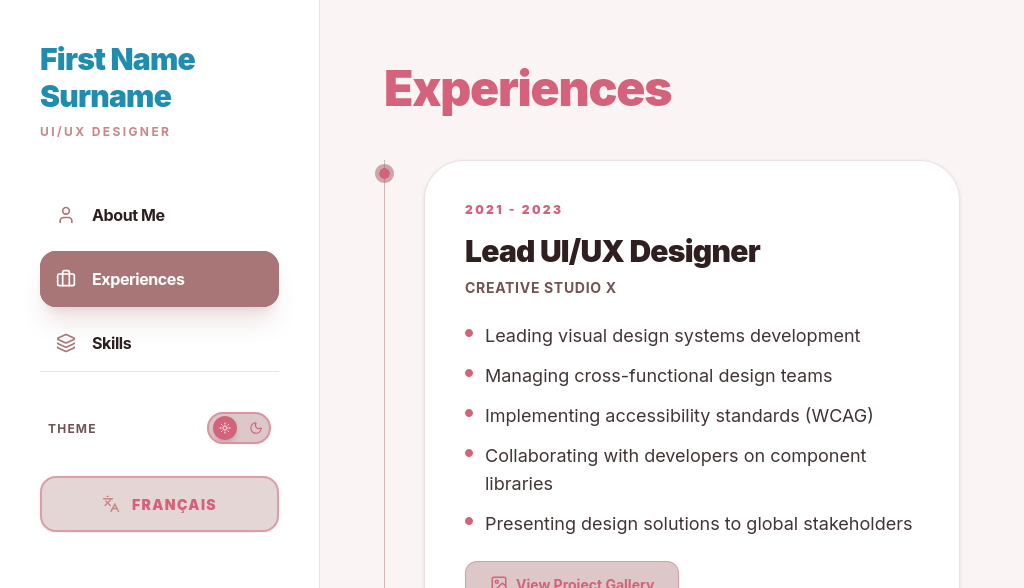 First Name
Surname
UI/UX DESIGNER
About Me
Experiences
Skills
THEME
FRANÇAIS
Experiences
2021 - 2023
Lead UI/UX Designer
CREATIVE STUDIO X
Leading visual design systems development
Managing cross-functional design teams
Implementing accessibility standards (WCAG)
Collaborating with developers on component
libraries
Presenting design solutions to global stakeholders
View Project Gallery